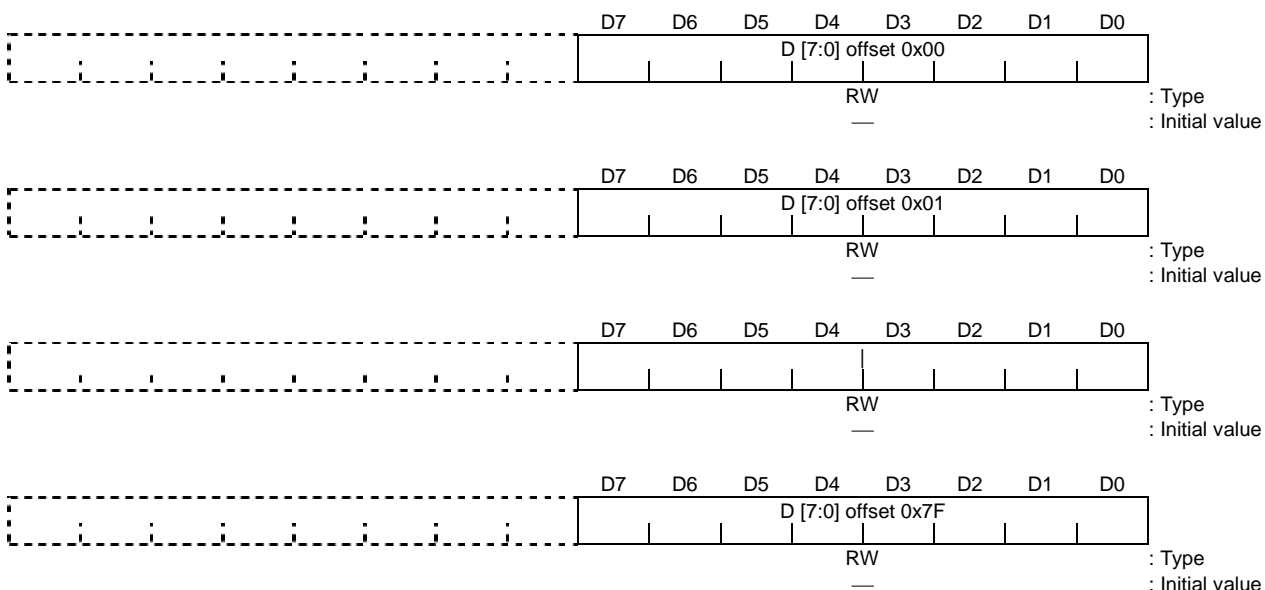 D7 D6 D5 D4 D3 D2 D1 D0
D [7:0] offset 0x00
RW : Type
— : Initial value
D7 D6 D5 D4 D3 D2 D1 D0
D [7:0] offset 0x01
RW : Type
— : Initial value
D7 D6 D5 D4 D3 D2 D1 D0
|
RW : Type
— : Initial value
D7 D6 D5 D4 D3 D2 D1 D0
D [7:0] offset 0x7F
RW : Type
— : Initial value